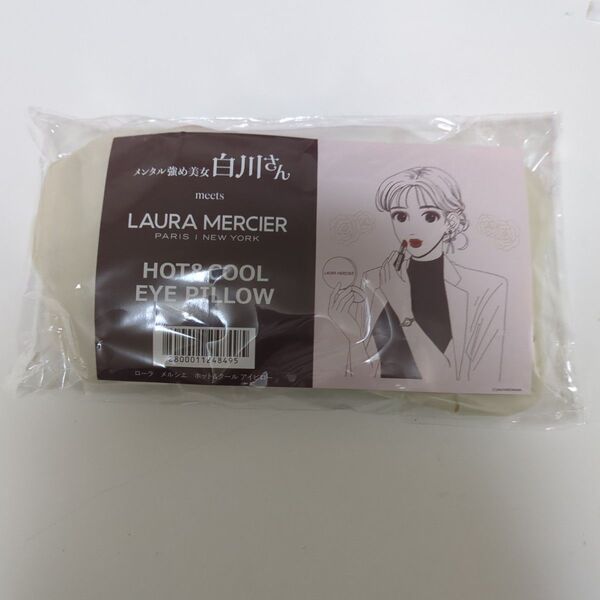 メンタル強め美女 白川さん
meets
LAURA MERCIER
PARIS | NEW YORK
HOT&COOL
EYE PILLOW
2800011248495
ローラ メルシエ ホット&クール アイピロー
LAURA MERCIER